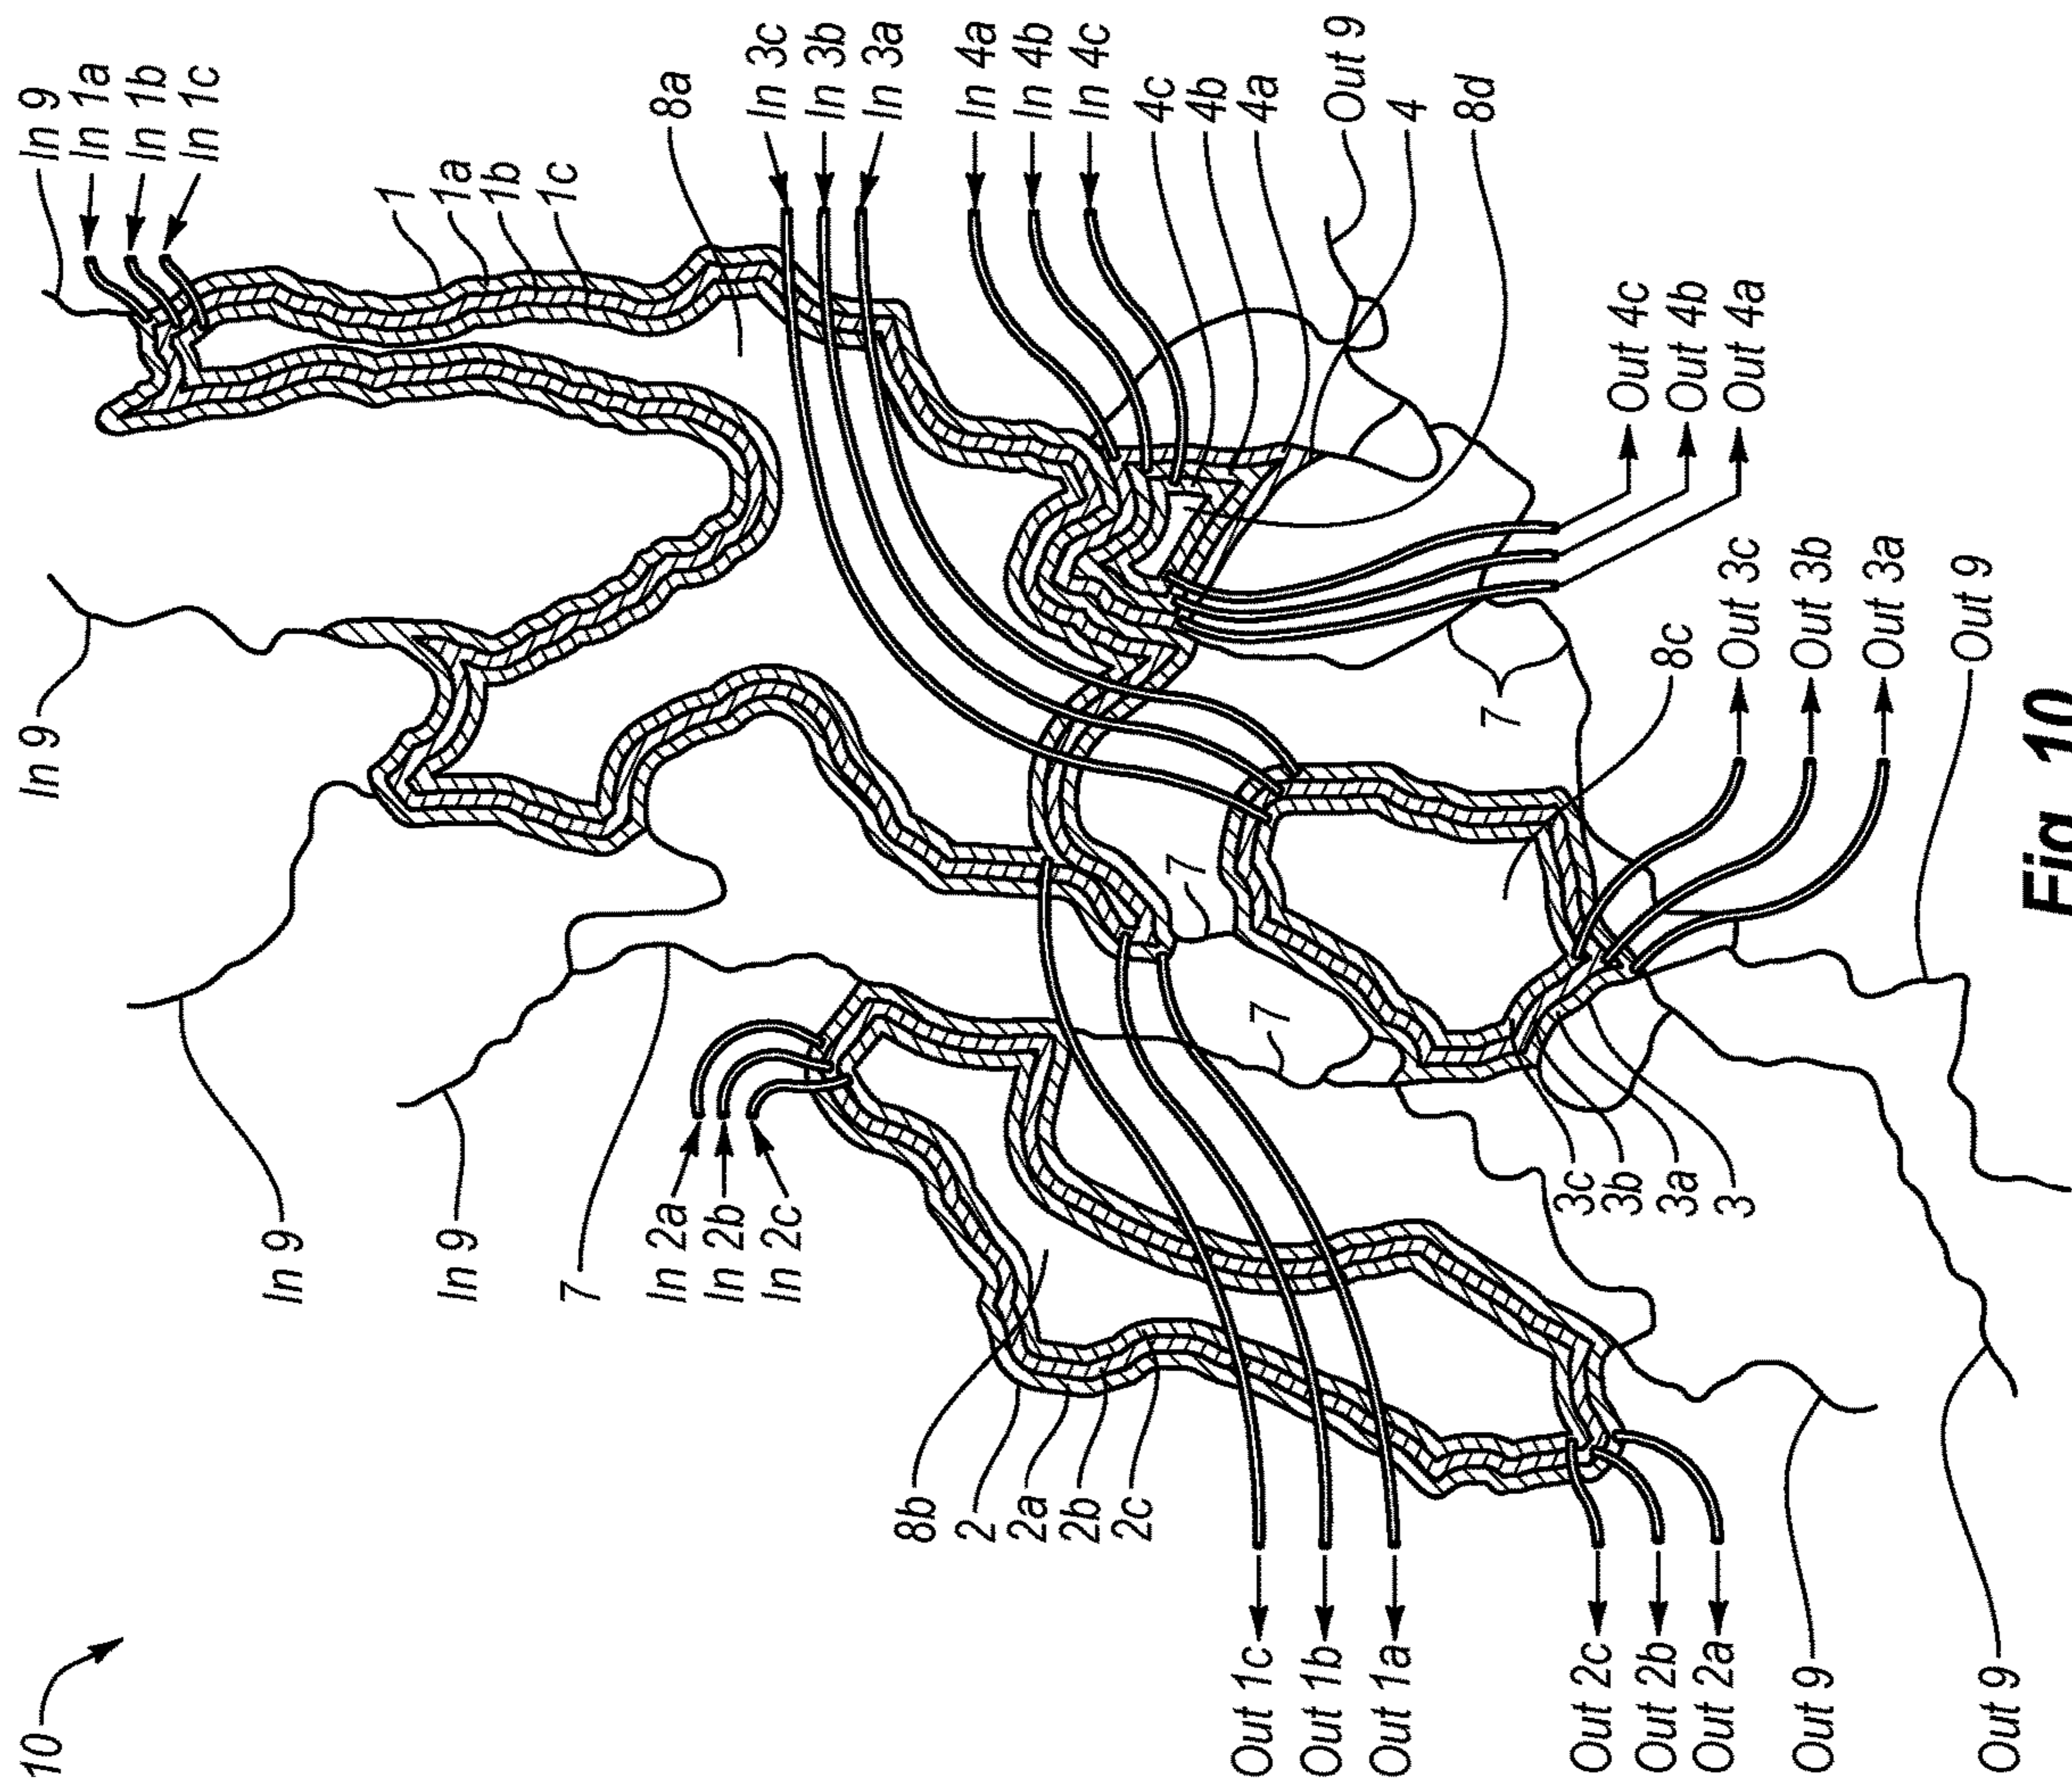 10
In 9
In 9
In 9
7
In 2a
In 2b
In 2c
In 9
In 9
In 1a
In 1b
In 1c
1
1a
1b
1c
8a
In 3c
In 3b
In 3a
In 4a
In 4b
In 4c
4c
4b
4a
Out 9
4
8d
8b
2
2a
2b
2c
7
7
7
8c
Out 4c
Out 4b
Out 4a
Out 3c
Out 3b
Out 3a
Out 9
3c
3b
3a
3
Out 1c
Out 1b
Out 1a
Out 2c
Out 2b
Out 2a
Out 9
Out 9
Fig. 10